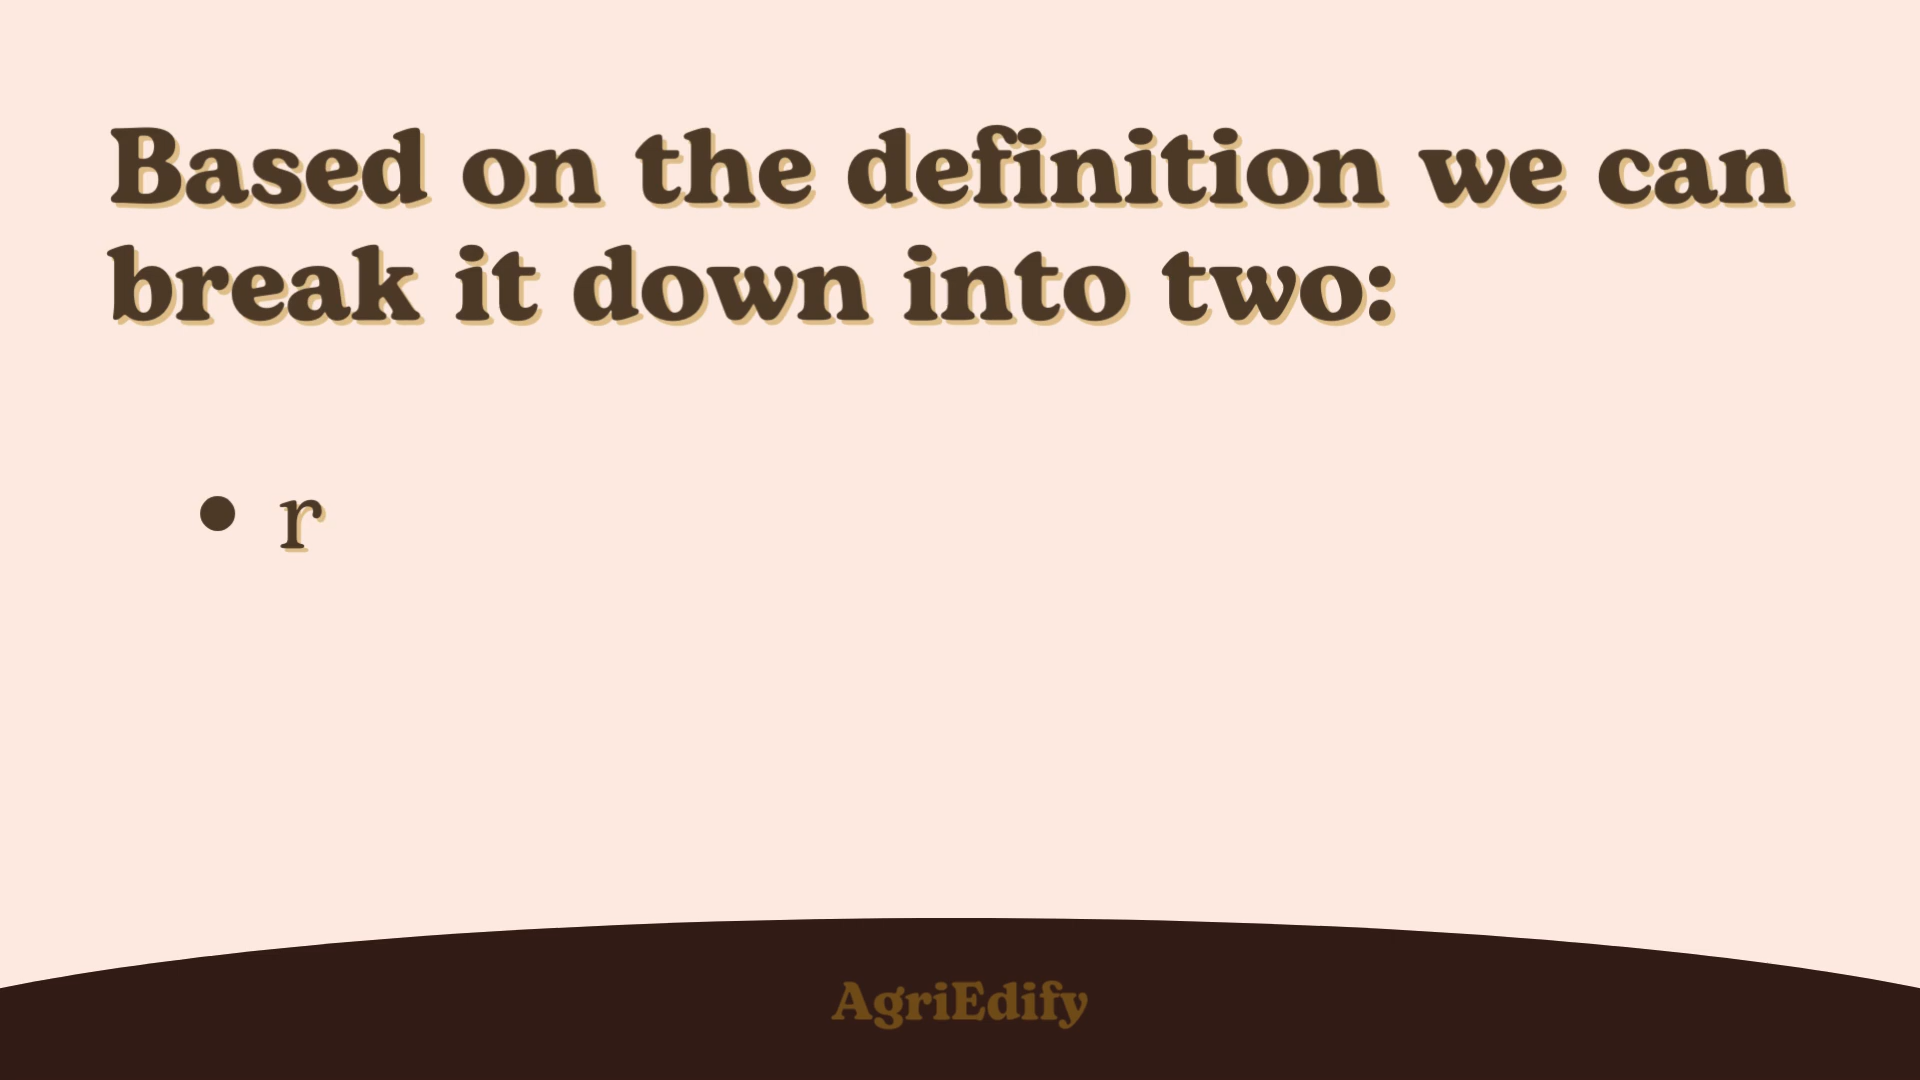 Based on the definition we can
break it down into two:
• r
AgriEdify